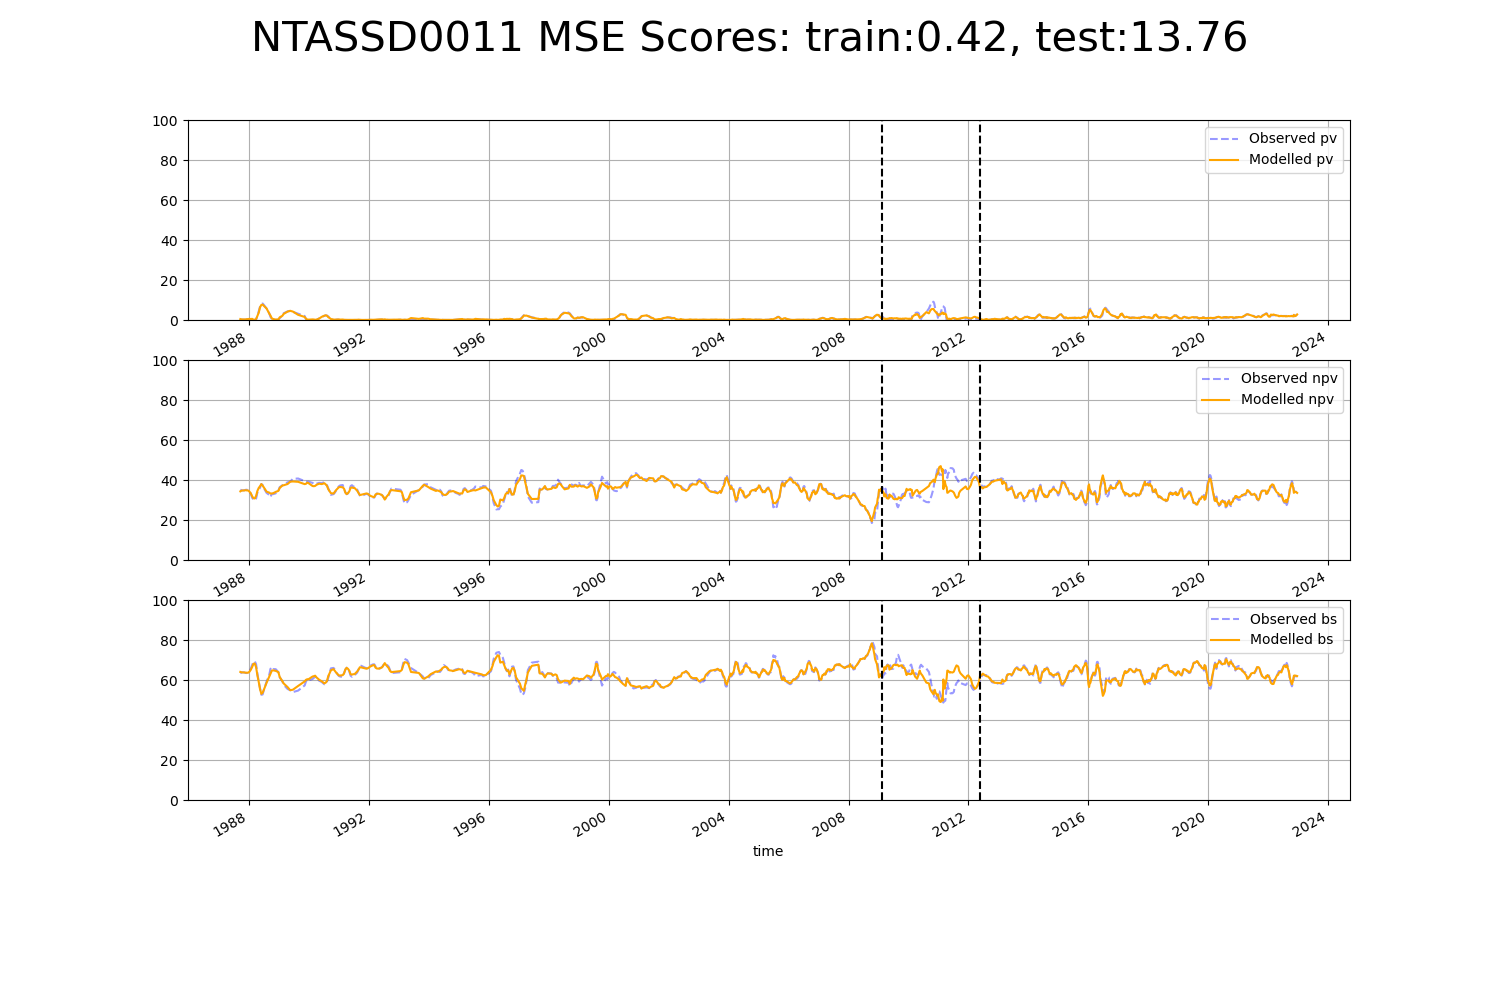 NTASSD0011 MSE Scores: train:0.42, test:13.76
100
80
60
40
20
0
Observed pv
Modelled pv
1988 1992 1996 2000 2004 2008 2012 2016 2020 2024
100
80
60
40
20
0
Observed npv
Modelled npv
1988 1992 1996 2000 2004 2008 2012 2016 2020 2024
100
80
60
40
20
0
Observed bs
Modelled bs
1988 1992 1996 2000 2004 2008 2012 2016 2020 2024
time